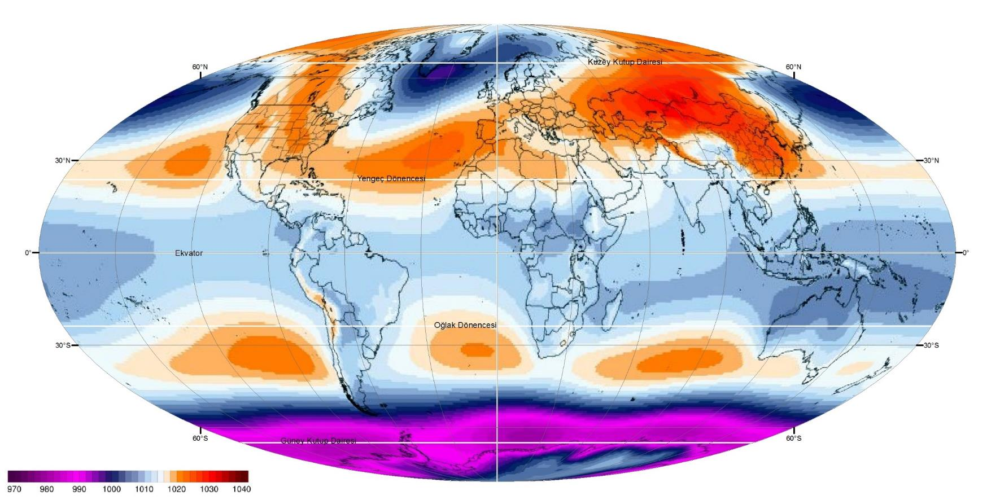 60°N
60°N
Kuzey Kutup Dairesi
30°N
30°N
Yengeç Dönencesi
0°
Ekvator
0°
Oğlak Dönencesi
30°S
30°S
60°S
60°S
Güney Kutup Dairesi
970 980 990 1000 1010 1020 1030 1040